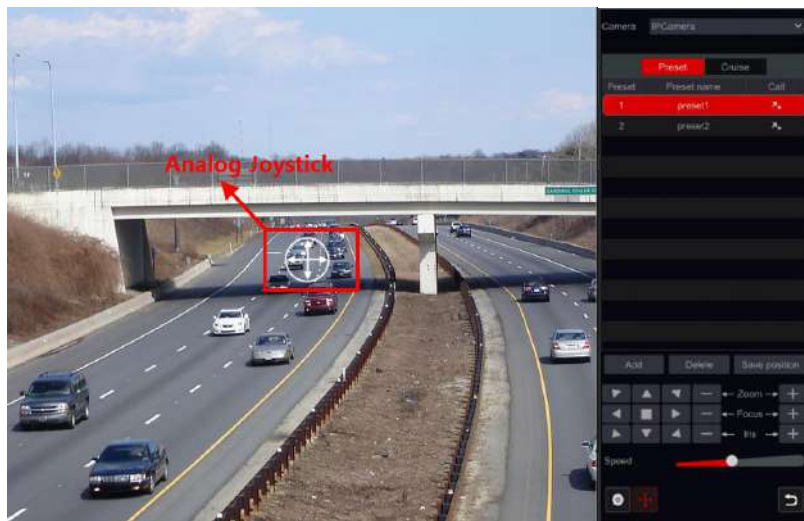 Analog Joystick
Camera IPCamera
Preset Cruise
Preset Preset name Call
1 preset1
2 preset2
Add Delete Save position
Zoom
Focus
Iris
Speed